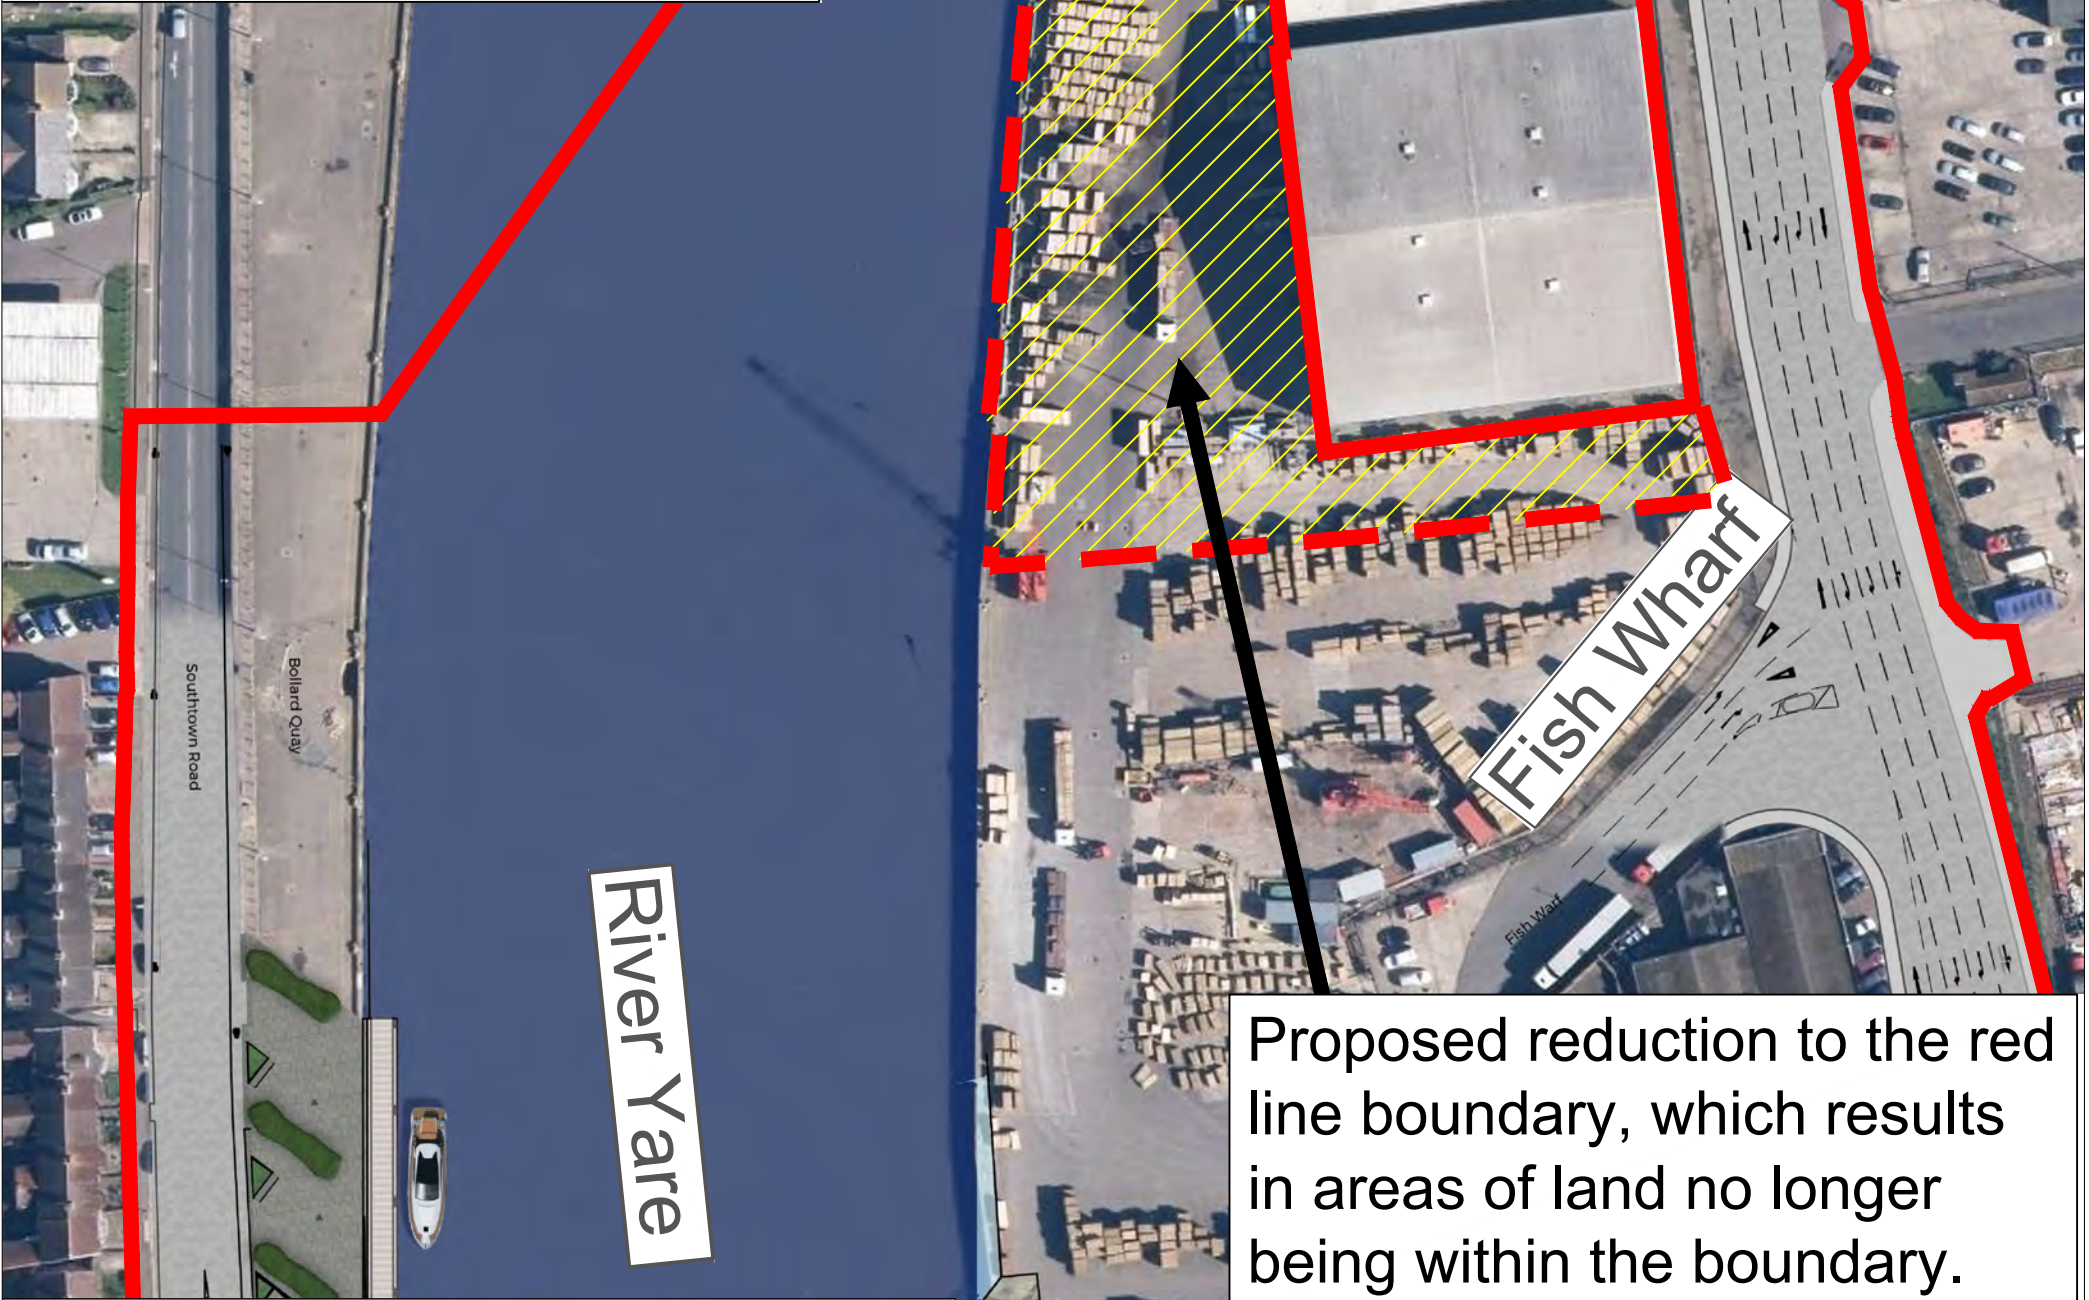 Southtown Road
Bollard Quay
River Yare
Fish Wharf
Fish Warf
Proposed reduction to the red
line boundary, which results
in areas of land no longer
being within the boundary.